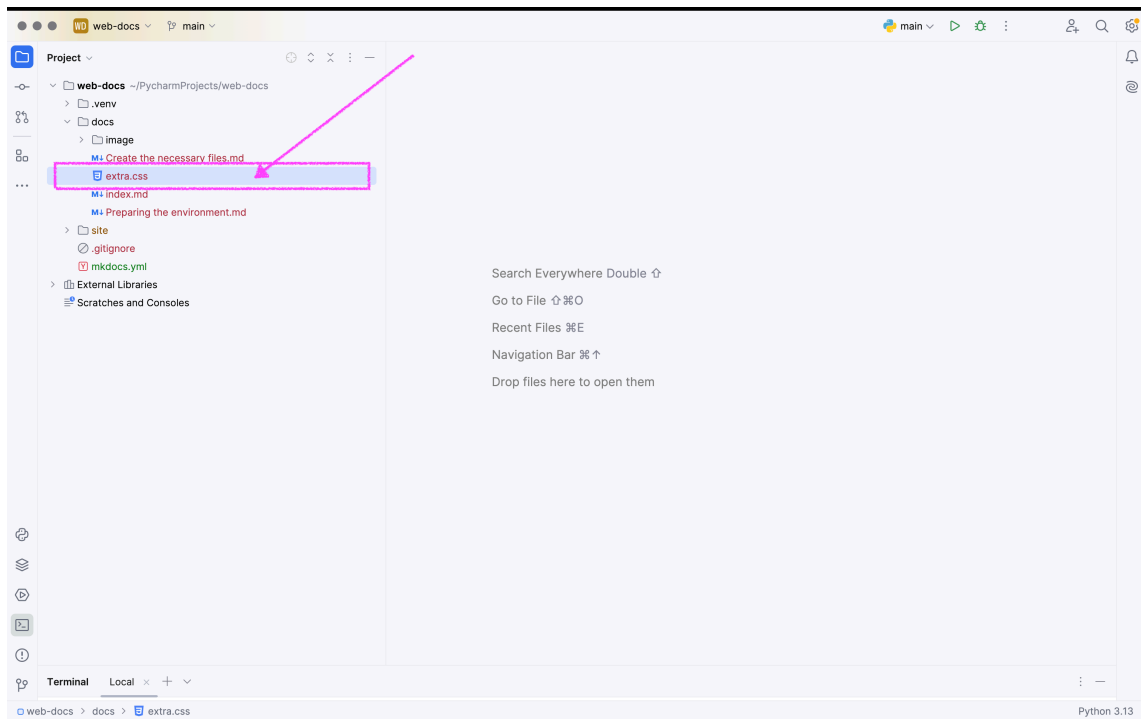 WD web-docs main
main
Project
web-docs ~/PycharmProjects/web-docs
.venv
docs
image
M↓ Create the necessary files.md
extra.css
M↓ index.md
M↓ Preparing the environment.md
site
.gitignore
Y mkdocs.yml
External Libraries
Scratches and Consoles
Search Everywhere Double ⇧
Go to File ⇧⌘O
Recent Files ⌘E
Navigation Bar ⌘↑
Drop files here to open them
Terminal Local
web-docs > docs > extra.css
Python 3.13